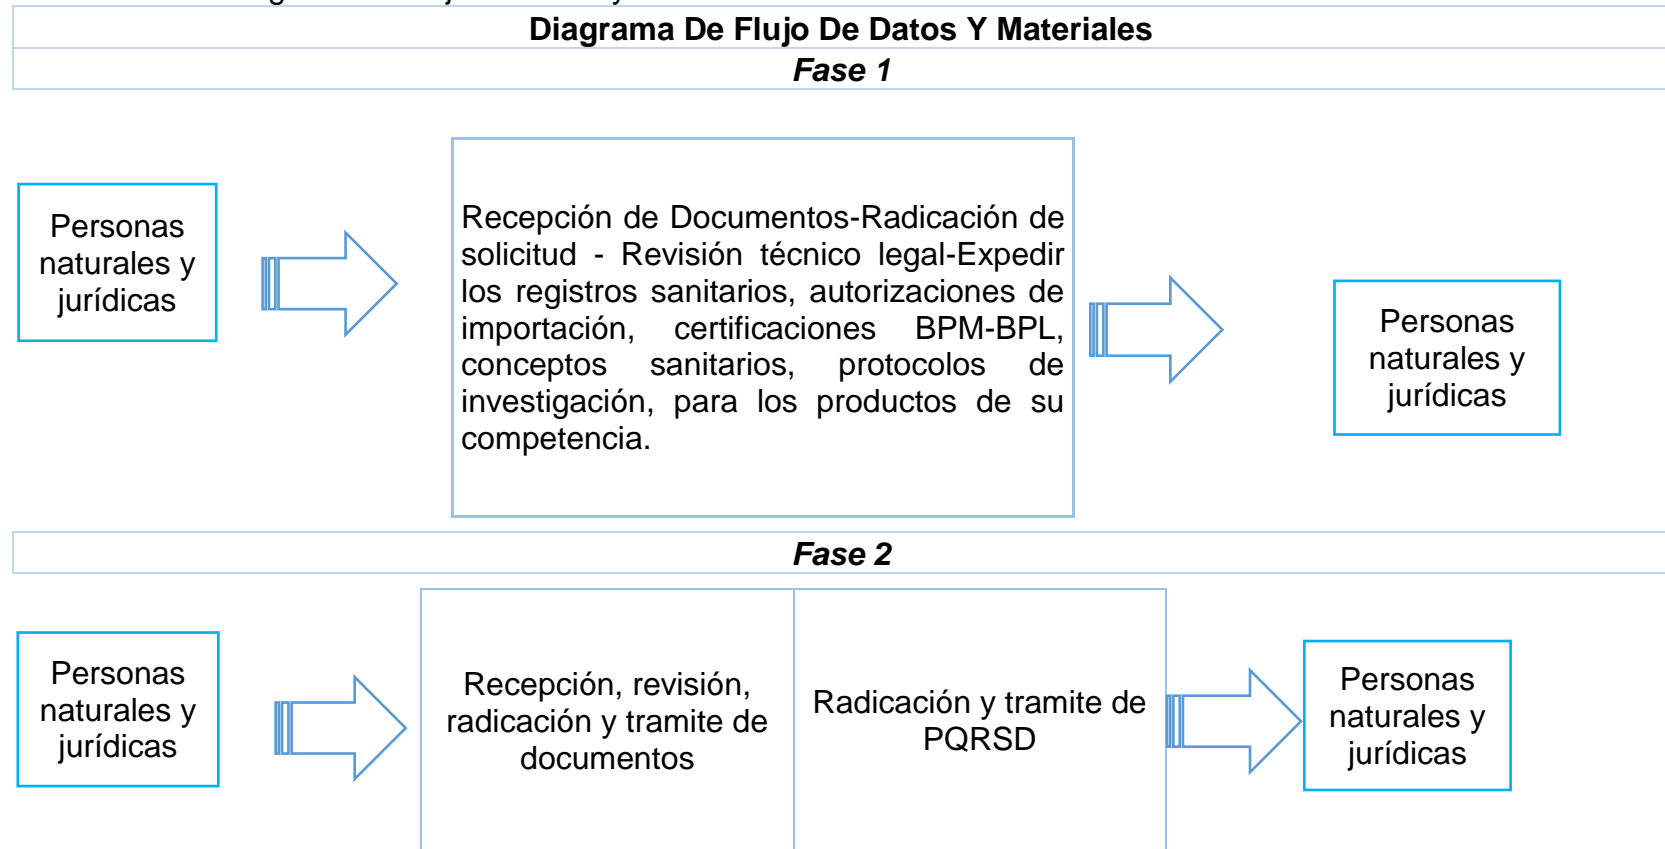 Diagrama De Flujo De Datos Y Materiales
Fase 1
Personas
naturales y
jurídicas
Recepción de Documentos-Radicación de
solicitud - Revisión técnico legal-Expedir
los registros sanitarios, autorizaciones de
importación, certificaciones BPM-BPL,
conceptos sanitarios, protocolos de
investigación, para los productos de su
competencia.
Personas
naturales y
jurídicas
Fase 2
Personas
naturales y
jurídicas
Recepción, revisión,
radicación y tramite de
documentos
Radicación y tramite de
PQRSD
Personas
naturales y
jurídicas